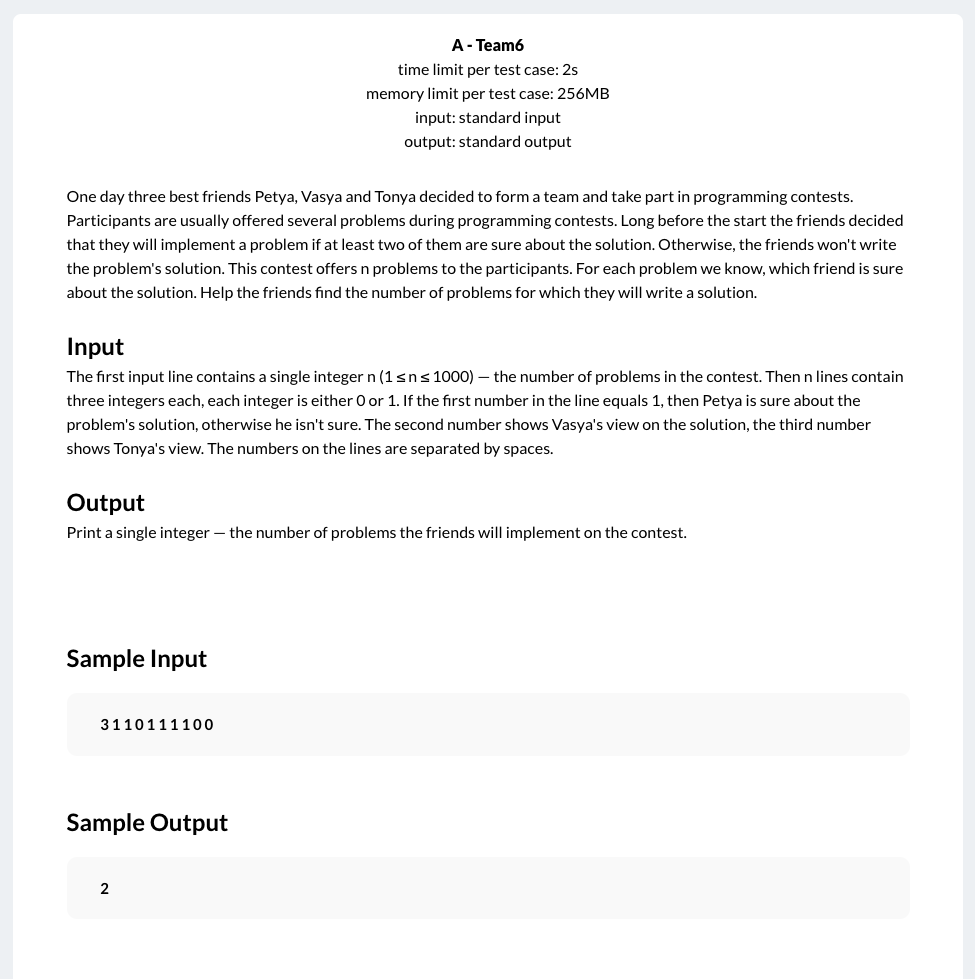 A - Team6
time limit per test case: 2s
memory limit per test case: 256MB
input: standard input
output: standard output
One day three best friends Petya, Vasya and Tonya decided to form a team and take part in programming contests.
Participants are usually offered several problems during programming contests. Long before the start the friends decided
that they will implement a problem if at least two of them are sure about the solution. Otherwise, the friends won't write
the problem's solution. This contest offers n problems to the participants. For each problem we know, which friend is sure
about the solution. Help the friends find the number of problems for which they will write a solution.
Input
The first input line contains a single integer n (1 ≤ n ≤ 1000) — the number of problems in the contest. Then n lines contain
three integers each, each integer is either 0 or 1. If the first number in the line equals 1, then Petya is sure about the
problem's solution, otherwise he isn't sure. The second number shows Vasya's view on the solution, the third number
shows Tonya's view. The numbers on the lines are separated by spaces.
Output
Print a single integer — the number of problems the friends will implement on the contest.
Sample Input
3 1 1 0 1 1 1 1 0 0
Sample Output
2